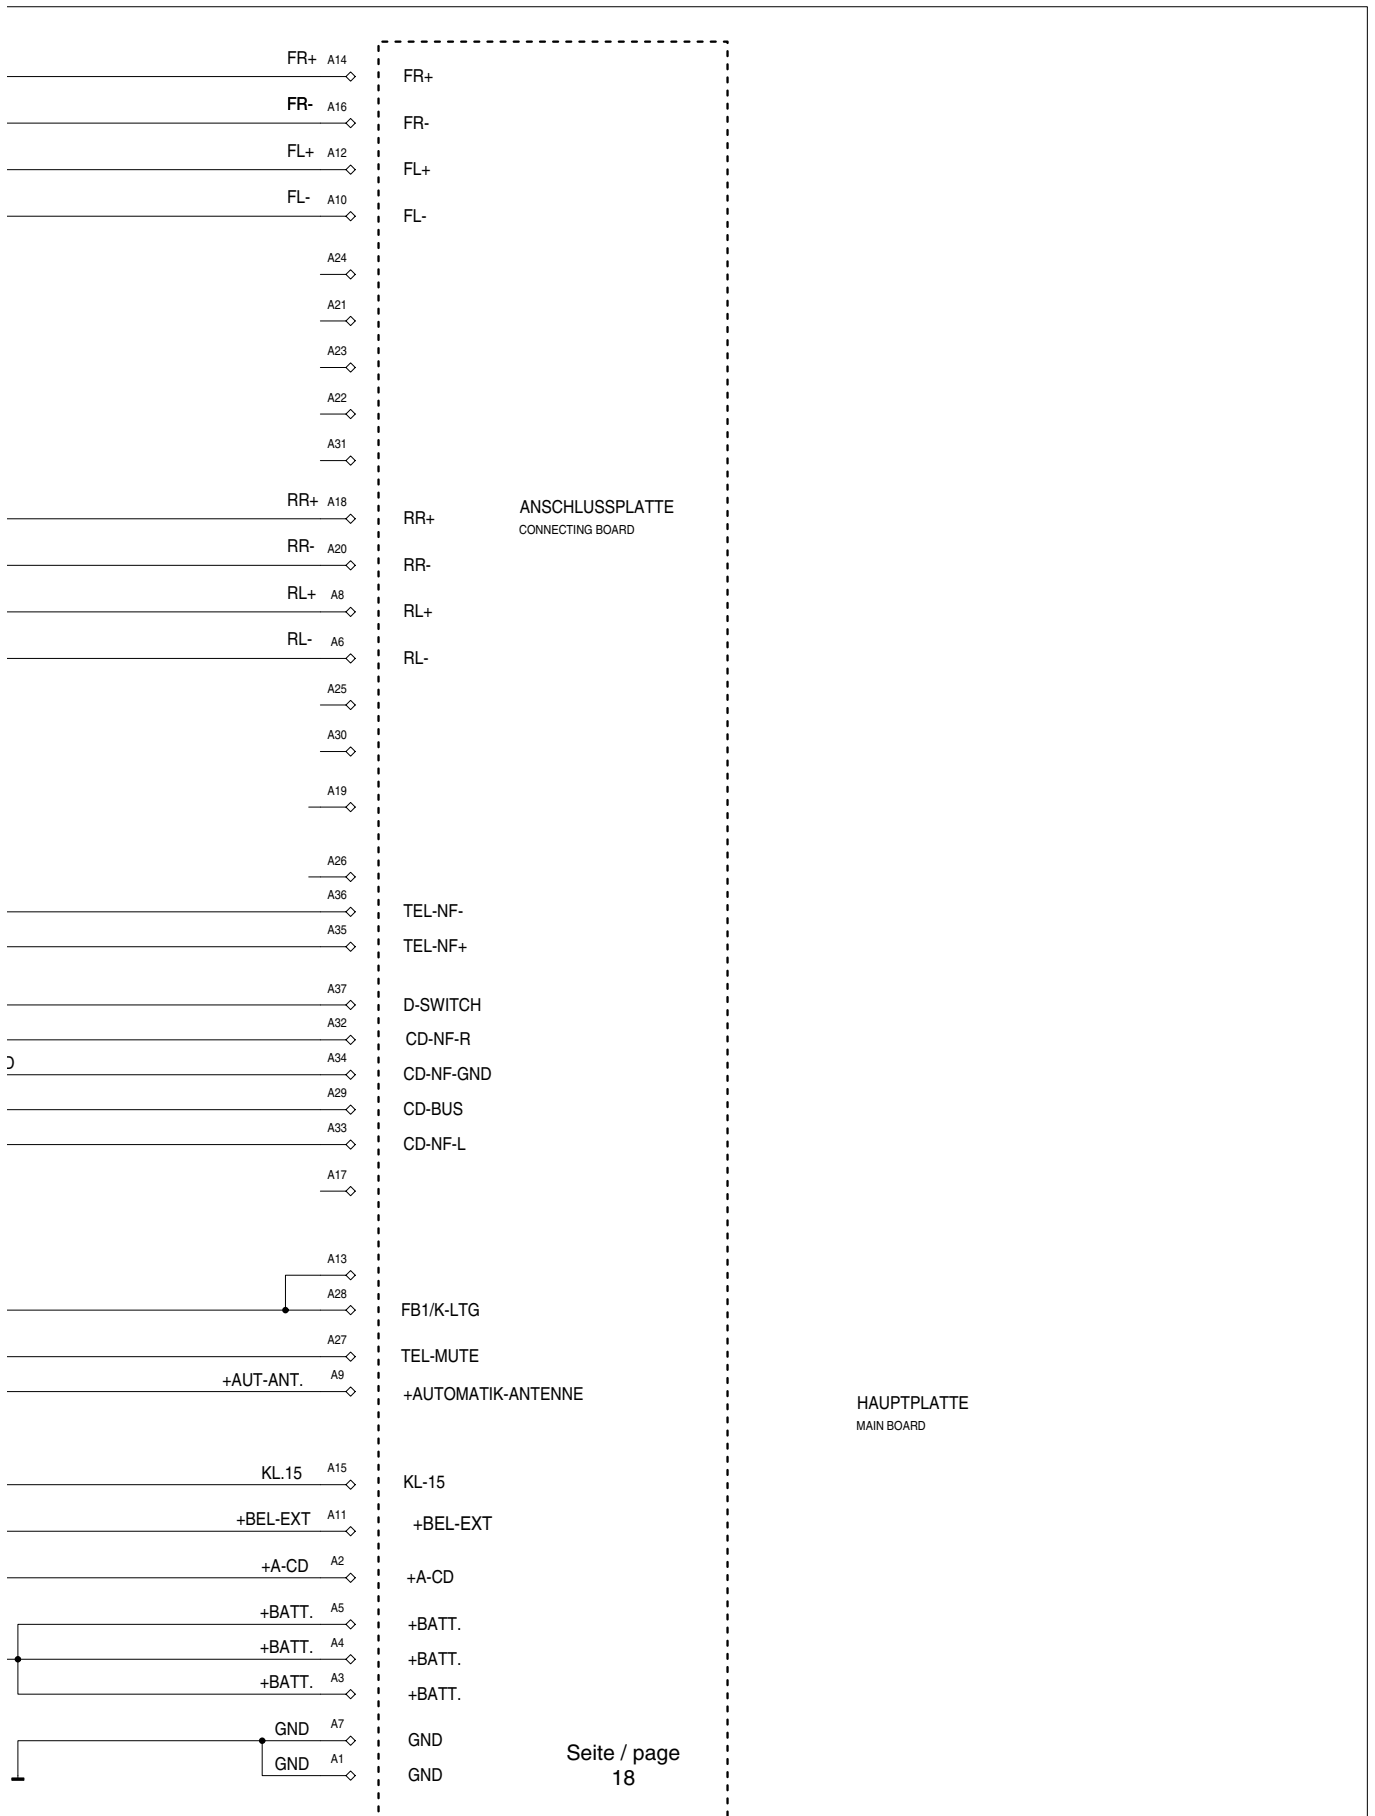 FR+ A14
FR+
FR- A16
FR-
FL+ A12
FL+
FL- A10
FL-
A24
A21
A23
A22
A31
RR+ A18
RR+
ANSCHLUSSPLATTE
CONNECTING BOARD
RR- A20
RR-
RL+ A8
RL+
RL- A6
RL-
A25
A30
A19
A26
A36
TEL-NF-
A35
TEL-NF+
A37
D-SWITCH
A32
CD-NF-R
A34
CD-NF-GND
A29
CD-BUS
A33
CD-NF-L
A17
A13
A28
FB1/K-LTG
A27
TEL-MUTE
+AUT-ANT. A9
+AUTOMATIK-ANTENNE
HAUPTPLATTE
MAIN BOARD
KL.15 A15
KL-15
+BEL-EXT A11
+BEL-EXT
+A-CD A2
+A-CD
+BATT. A5
+BATT.
+BATT. A4
+BATT.
+BATT. A3
+BATT.
GND A7
GND
GND A1
GND
Seite / page
18